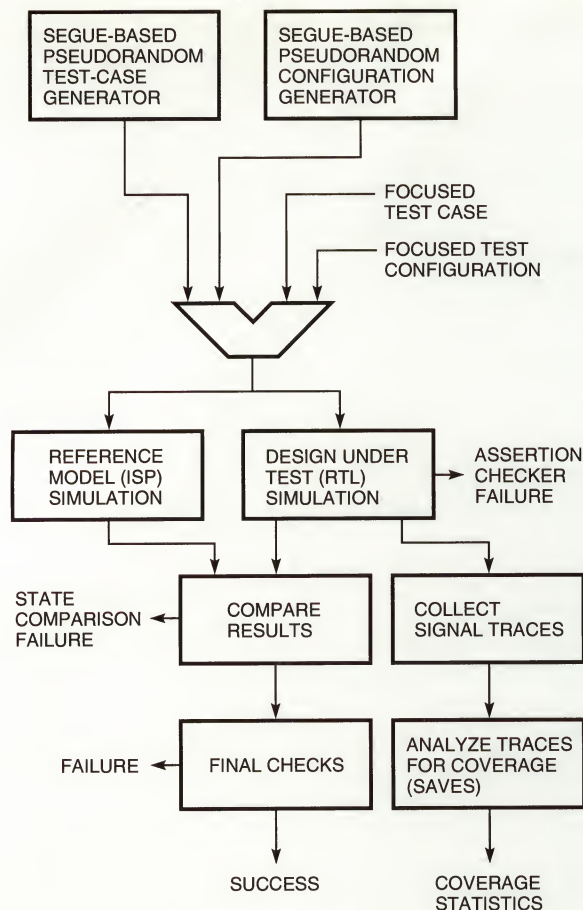 SEGUE-BASED
PSEUDORANDOM
TEST-CASE
GENERATOR
SEGUE-BASED
PSEUDORANDOM
CONFIGURATION
GENERATOR
FOCUSED
TEST CASE
FOCUSED TEST
CONFIGURATION
REFERENCE
MODEL (ISP)
SIMULATION
DESIGN UNDER
TEST (RTL)
SIMULATION
ASSERTION
CHECKER
FAILURE
STATE
COMPARISON
FAILURE
COMPARE
RESULTS
COLLECT
SIGNAL TRACES
FAILURE
FINAL CHECKS
ANALYZE TRACES
FOR COVERAGE
(SAVES)
SUCCESS
COVERAGE
STATISTICS